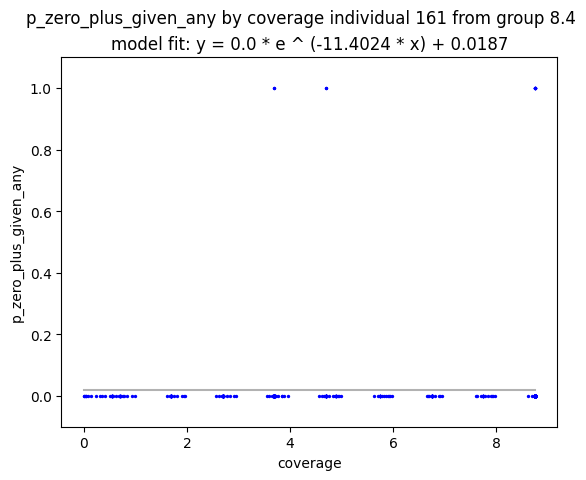 p_zero_plus_given_any by coverage individual 161 from group 8.4
model fit: y = 0.0 * e ^ (-11.4024 * x) + 0.0187
1.0
0.8
0.6
0.4
0.2
0.0
p_zero_plus_given_any
0 2 4 6 8
coverage